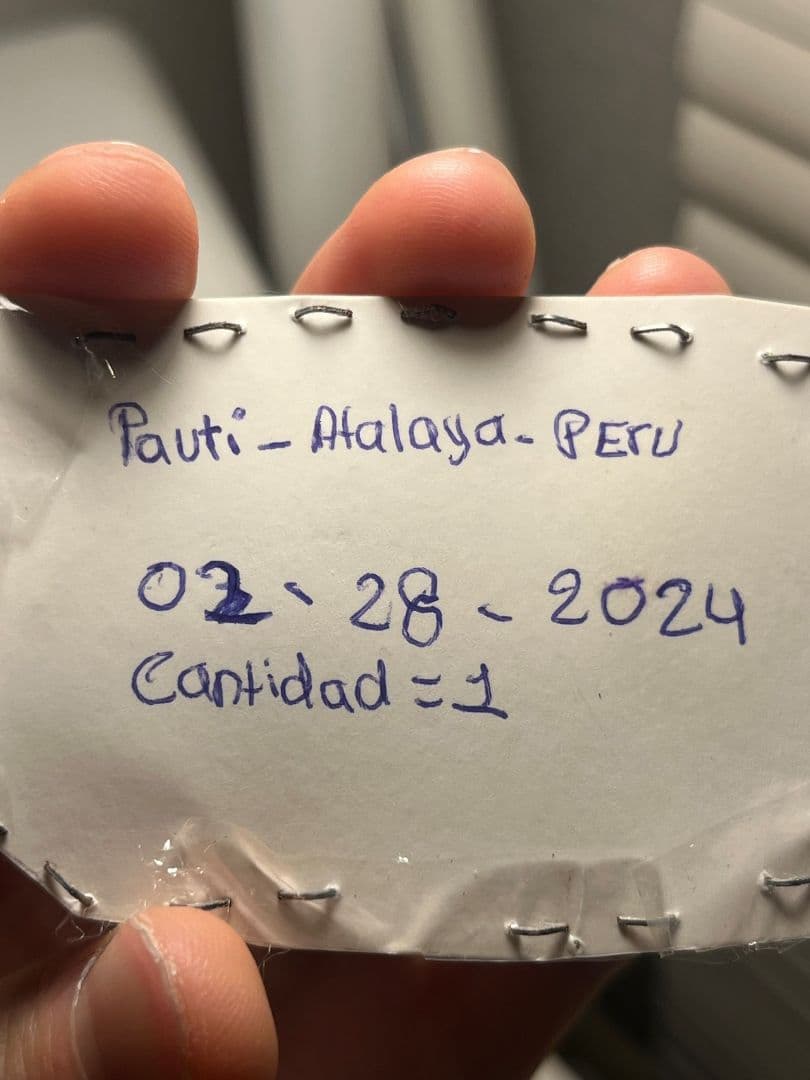 Pauti - Atalaya - PERU
02 - 28 - 2024
Cantidad = 1